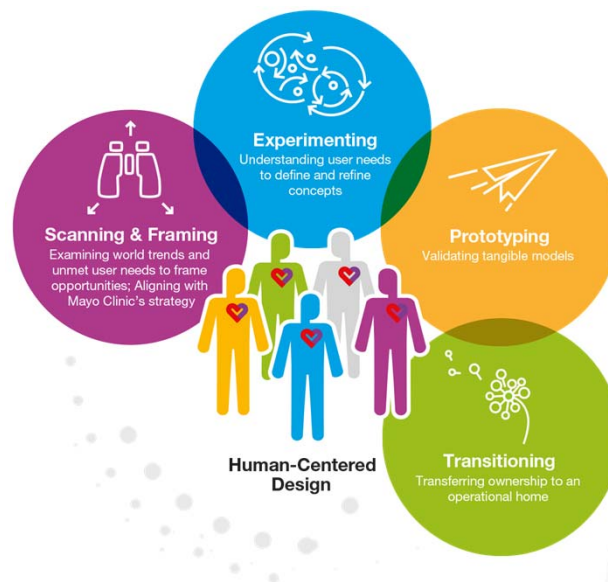 Experimenting
Understanding user needs
to define and refine
concepts
Scanning & Framing
Examining world trends and
unmet user needs to frame
opportunities; Aligning with
Mayo Clinic's strategy
Prototyping
Validating tangible models
Transitioning
Transferring ownership to an
operational home
Human-Centered
Design